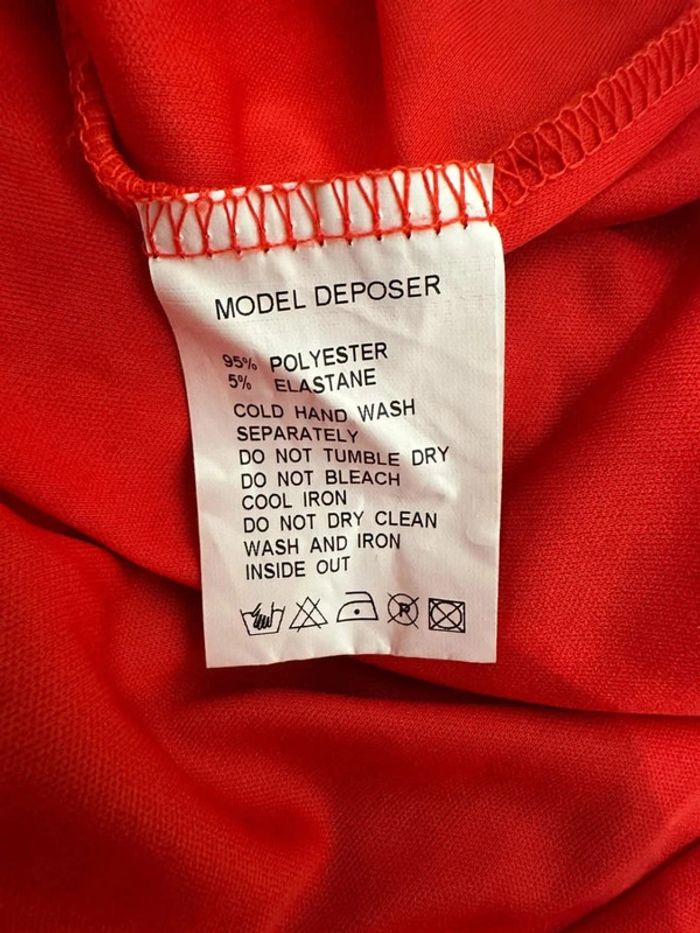 MODEL DEPOSER
95% POLYESTER
5% ELASTANE
COLD HAND WASH
SEPARATELY
DO NOT TUMBLE DRY
DO NOT BLEACH
COOL IRON
DO NOT DRY CLEAN
WASH AND IRON
INSIDE OUT
R